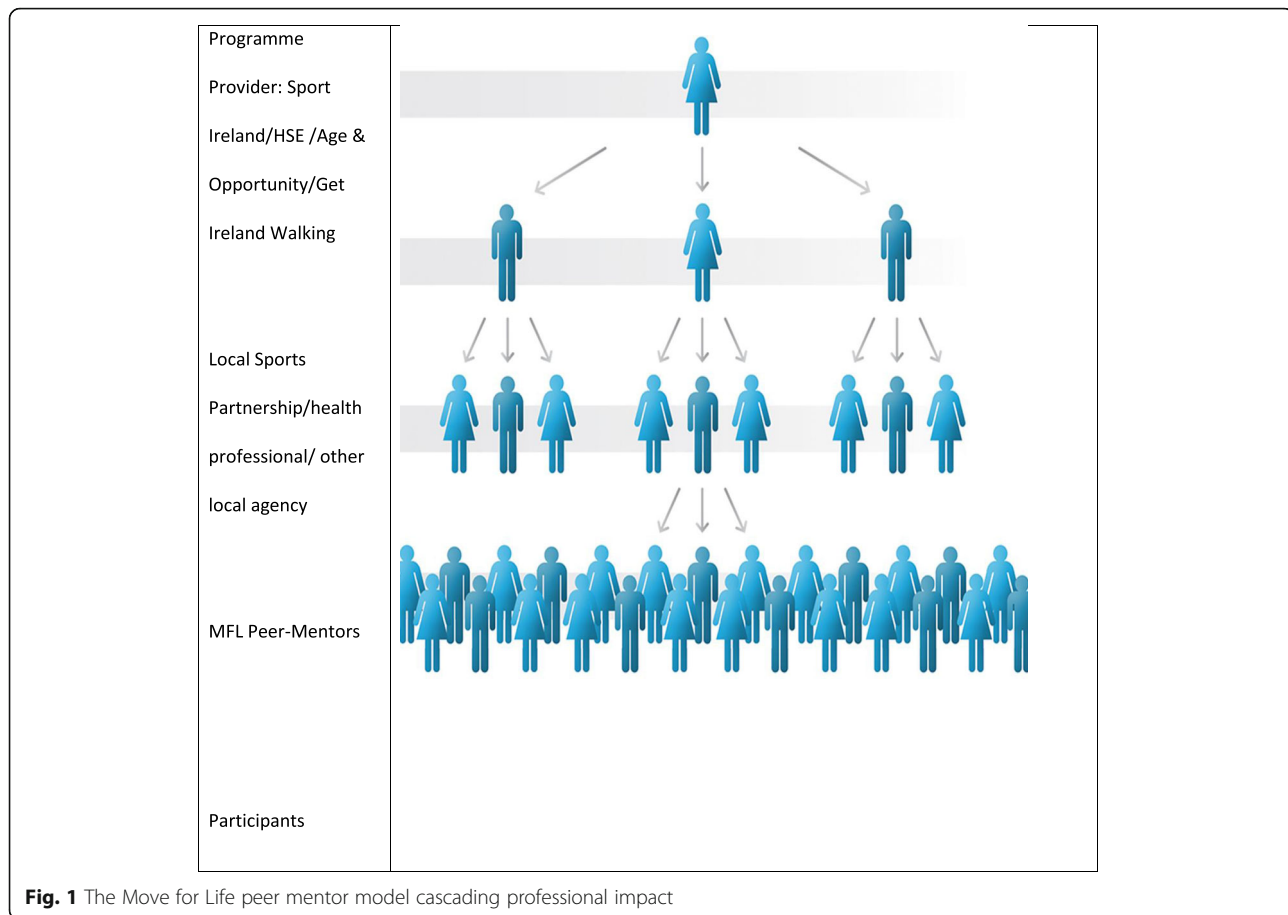 Programme
Provider: Sport
Ireland/HSE /Age &
Opportunity/Get
Ireland Walking
Local Sports
Partnership/health
professional/ other
local agency
MFL Peer-Mentors
Participants
Fig. 1 The Move for Life peer mentor model cascading professional impact